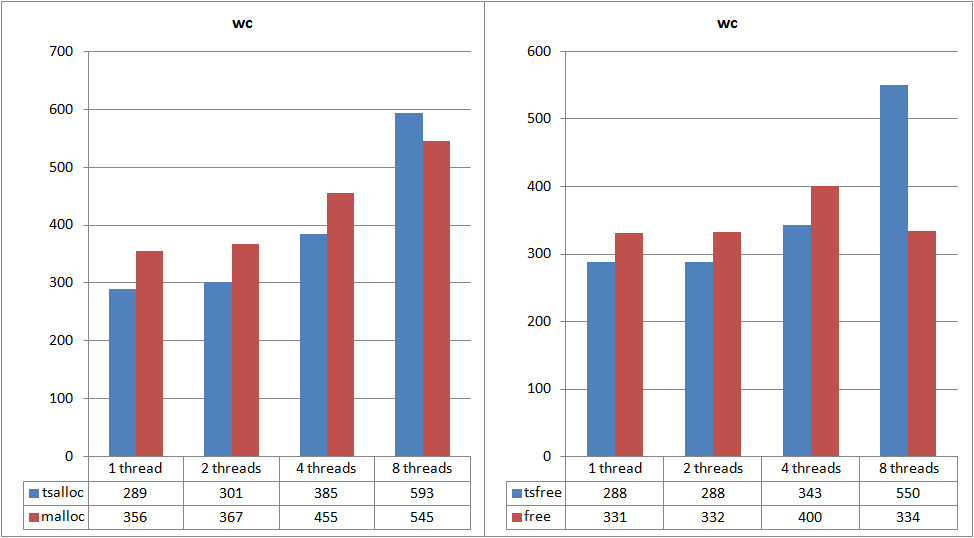 wc
700
600
500
400
300
200
100
0
1 thread 2 threads 4 threads 8 threads
tsalloc 289 301 385 593
malloc 356 367 455 545
wc
600
500
400
300
200
100
0
1 thread 2 threads 4 threads 8 threads
tsfree 288 288 343 550
free 331 332 400 334